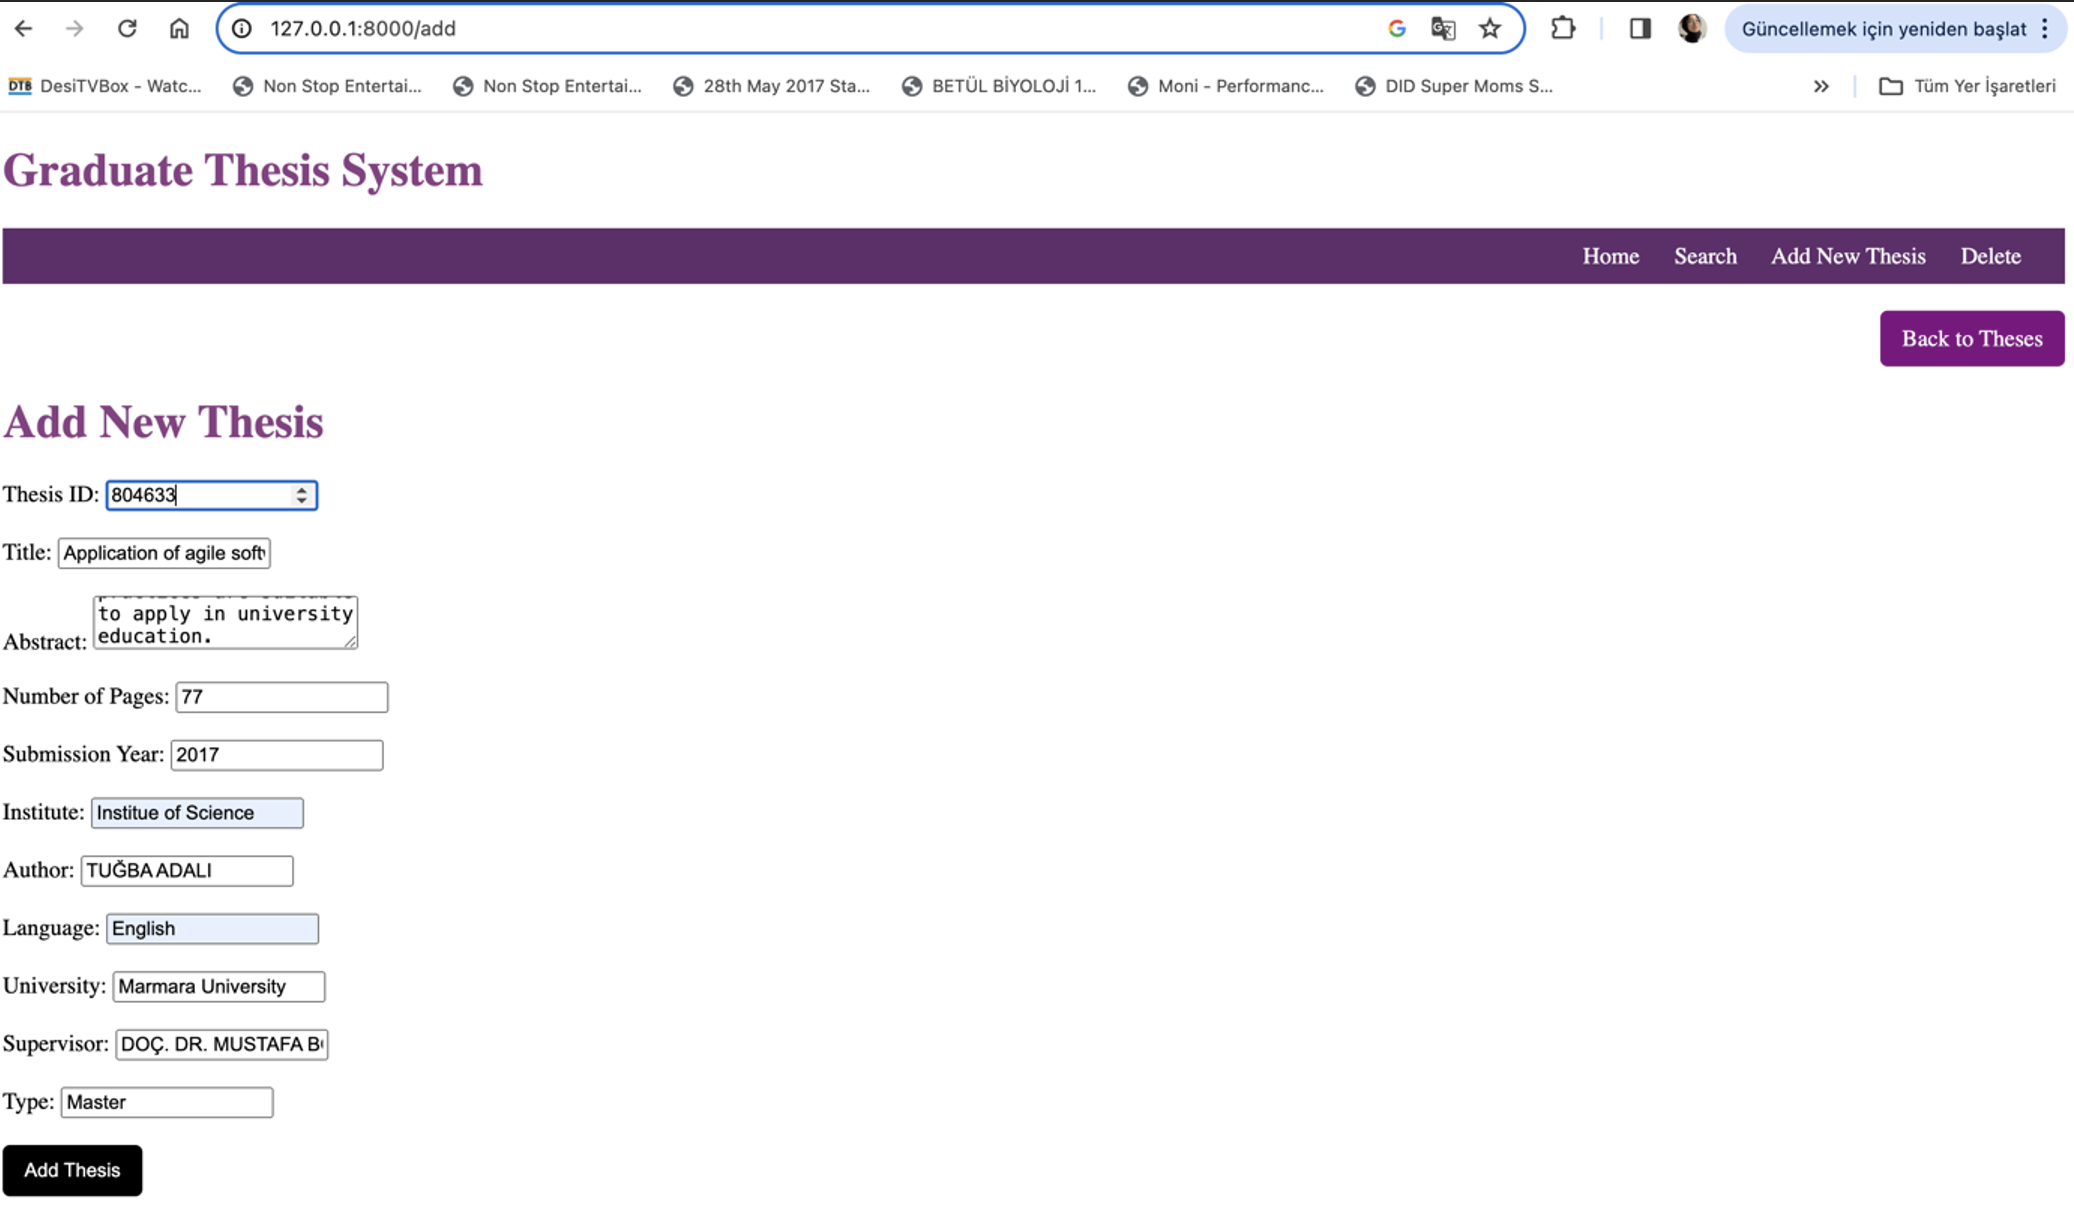 127.0.0.1:8000/add
Güncellemek için yeniden başlat
DTB DesiTVBox - Watc...
Non Stop Entertai...
Non Stop Entertai...
28th May 2017 Sta...
BETÜL BİYOLOJİ 1...
Moni - Performanc...
DID Super Moms S...
Tüm Yer İşaretleri
Graduate Thesis System
Home Search Add New Thesis Delete
Back to Theses
Add New Thesis
Thesis ID: 804633
Title: Application of agile soft
Abstract: to apply in university
education.
Number of Pages: 77
Submission Year: 2017
Institute: Institue of Science
Author: TUĞBA ADALI
Language: English
University: Marmara University
Supervisor: DOÇ. DR. MUSTAFA B
Type: Master
Add Thesis